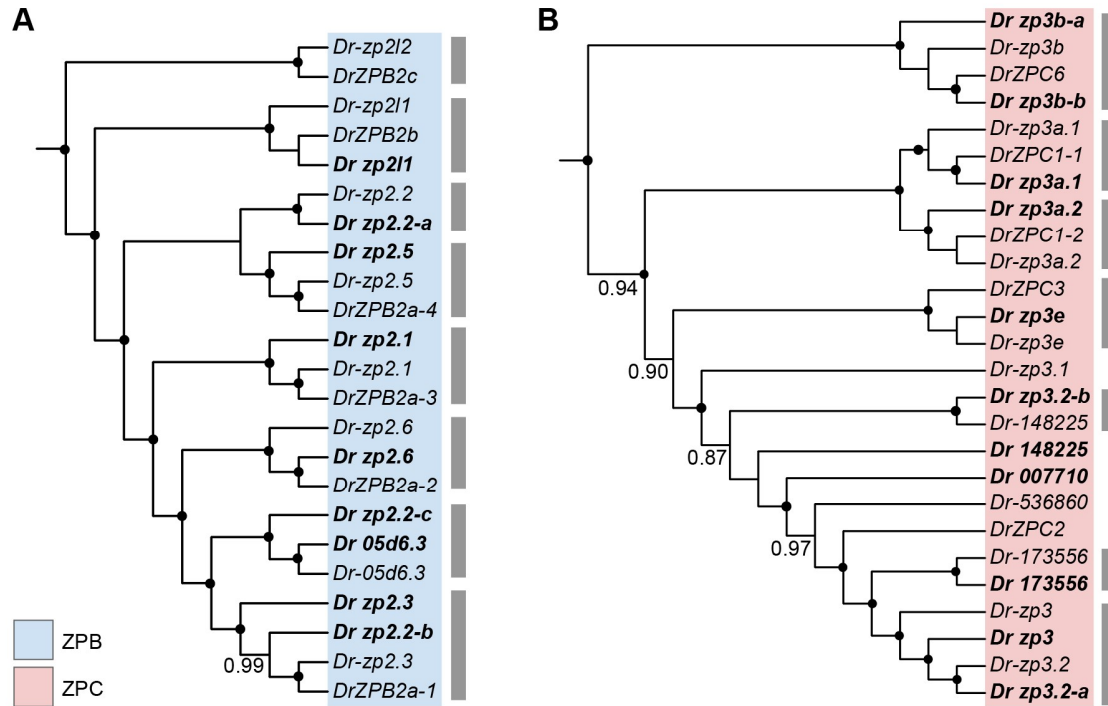 A
Dr-zp2l2
DrZPB2c
Dr-zp2l1
DrZPB2b
Dr zp2l1
Dr-zp2.2
Dr zp2.2-a
Dr zp2.5
Dr-zp2.5
DrZPB2a-4
Dr zp2.1
Dr-zp2.1
DrZPB2a-3
Dr-zp2.6
Dr zp2.6
DrZPB2a-2
Dr zp2.2-c
Dr 05d6.3
Dr-05d6.3
Dr zp2.3
Dr zp2.2-b
0.99
Dr-zp2.3
DrZPB2a-1
ZPB
ZPC
B
Dr zp3b-a
Dr-zp3b
DrZPC6
Dr zp3b-b
Dr-zp3a.1
DrZPC1-1
Dr zp3a.1
Dr zp3a.2
DrZPC1-2
Dr-zp3a.2
0.94
DrZPC3
Dr zp3e
Dr-zp3e
0.90
Dr-zp3.1
Dr zp3.2-b
Dr-148225
0.87
Dr 148225
Dr 007710
Dr-536860
DrZPC2
0.97
Dr-173556
Dr 173556
Dr-zp3
Dr zp3
Dr-zp3.2
Dr zp3.2-a